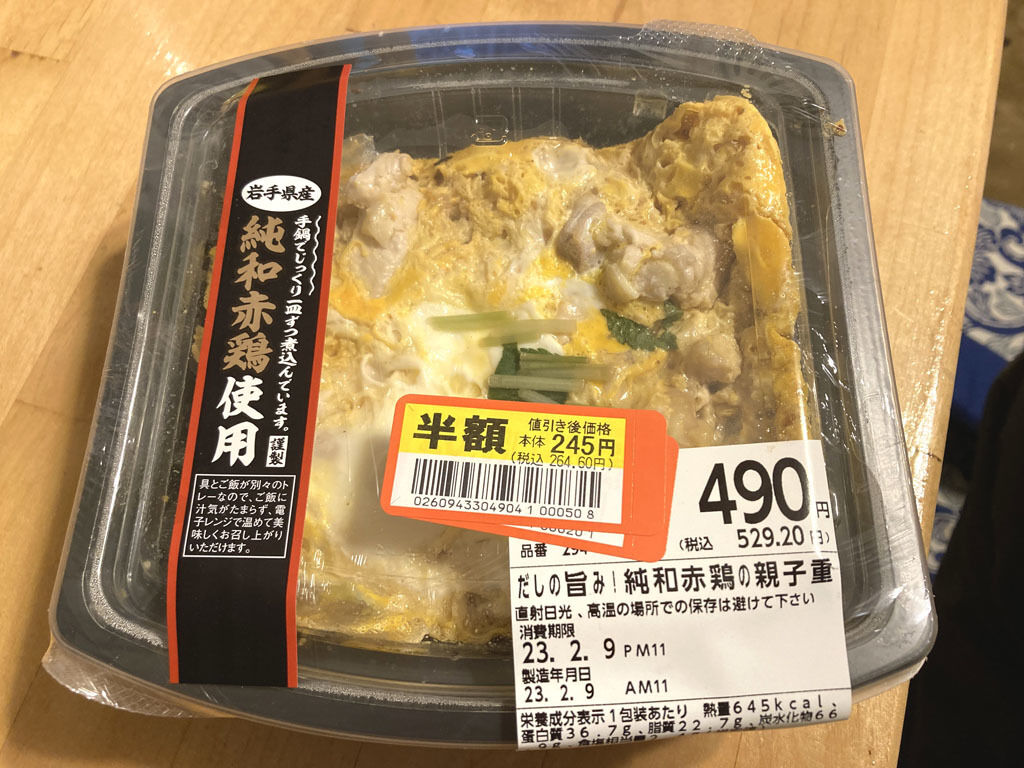 岩手県産
手鍋でじっくり一皿ずつ煮込んでいます。
純和赤鶏使用
謹製
具とご飯が別々のト
レーなので、ご飯に
汁気がたまらず、電
子レンジで温めて美
味しくお召し上がり
いただけます。
半額
値引き後価格
本体 245円
(税込 264.60円)
0260943304904100050 8
490円
(税込 529.20円)
品番
だしの旨み!純和赤鶏の親子重
直射日光、高温の場所での保存は避けて下さい
消費期限
23. 2. 9 PM11
製造年月日
23. 2. 9 AM11
栄養成分表示1包装あたり 熱量645kcal、
蛋白質36.7g、脂質22.7g、炭水化物66